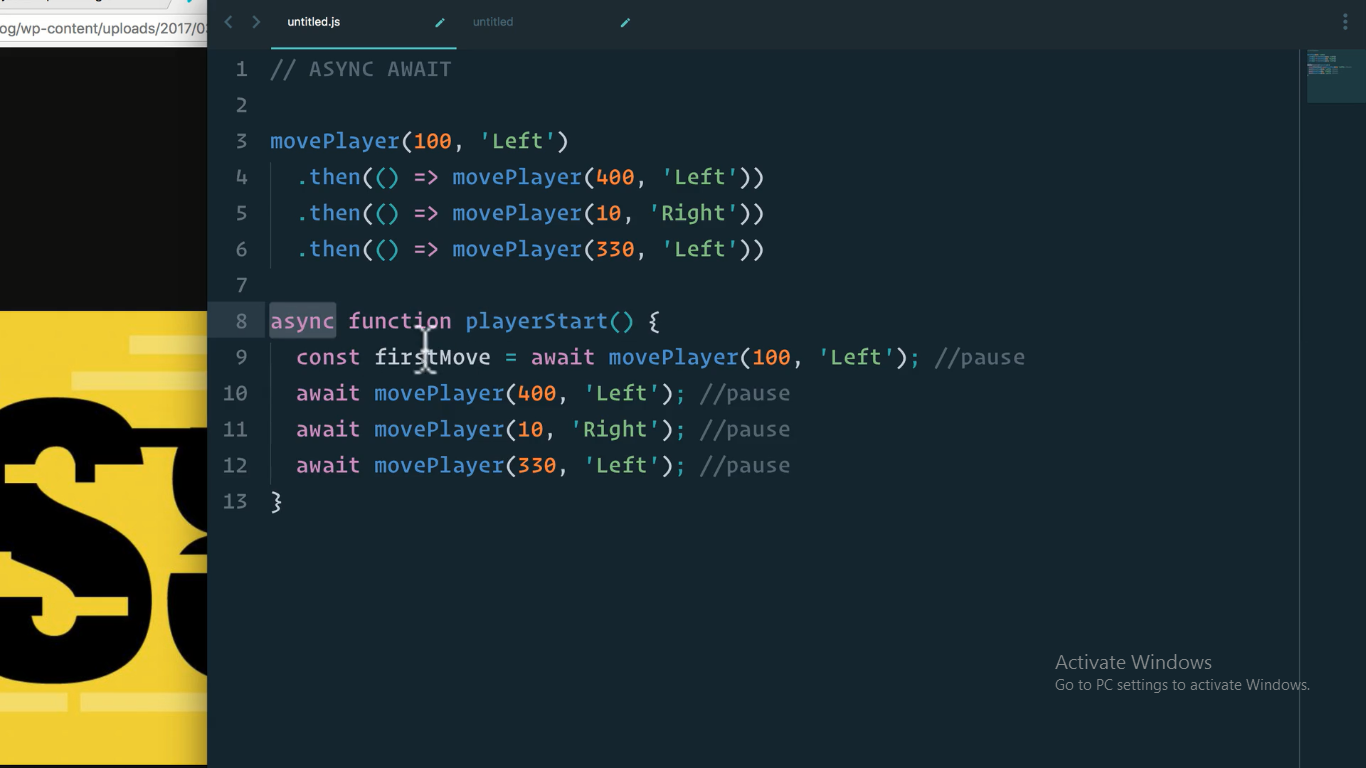 og/wp-content/uploads/2017/03
untitled.js
untitled
1 // ASYNC AWAIT
2
3 movePlayer(100, 'Left')
4 .then(() => movePlayer(400, 'Left'))
5 .then(() => movePlayer(10, 'Right'))
6 .then(() => movePlayer(330, 'Left'))
7
8 async function playerStart() {
9 const firstMove = await movePlayer(100, 'Left'); //pause
10 await movePlayer(400, 'Left'); //pause
11 await movePlayer(10, 'Right'); //pause
12 await movePlayer(330, 'Left'); //pause
13 }
Activate Windows
Go to PC settings to activate Windows.